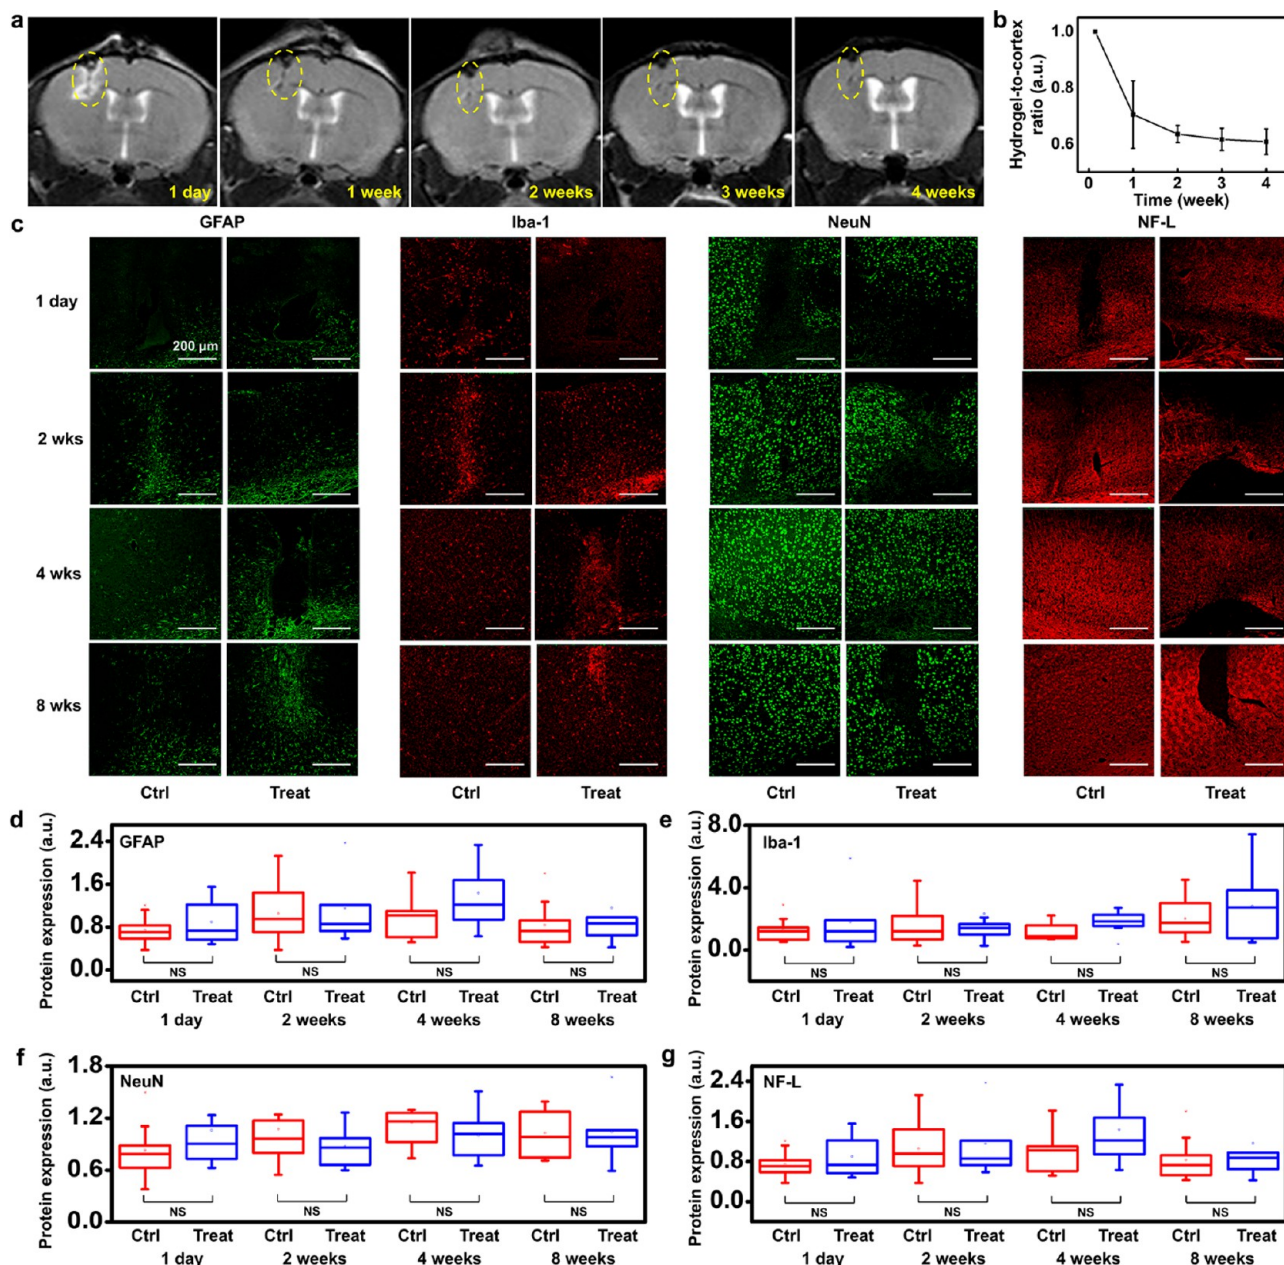 a
1 day
1 week
2 weeks
3 weeks
4 weeks
b
Hydrogel-to-cortex
ratio (a.u.)
1.0
0.8
0.6
0 1 2 3 4
Time (week)
c
GFAP Iba-1 NeuN NF-L
1 day
200 μm
2 wks
4 wks
8 wks
Ctrl Treat Ctrl Treat Ctrl Treat Ctrl Treat
d
Protein expression (a.u.)
GFAP
2.4
1.6
0.8
0.0
NS NS NS NS
Ctrl Treat Ctrl Treat Ctrl Treat Ctrl Treat
1 day 2 weeks 4 weeks 8 weeks
e
Protein expression (a.u.)
Iba-1
8.0
4.0
0.0
NS NS NS NS
Ctrl Treat Ctrl Treat Ctrl Treat Ctrl Treat
1 day 2 weeks 4 weeks 8 weeks
f
Protein expression (a.u.)
NeuN
1.8
1.2
0.6
0.0
NS NS NS NS
Ctrl Treat Ctrl Treat Ctrl Treat Ctrl Treat
1 day 2 weeks 4 weeks 8 weeks
g
Protein expression (a.u.)
NF-L
2.4
1.6
0.8
0.0
NS NS NS NS
Ctrl Treat Ctrl Treat Ctrl Treat Ctrl Treat
1 day 2 weeks 4 weeks 8 weeks